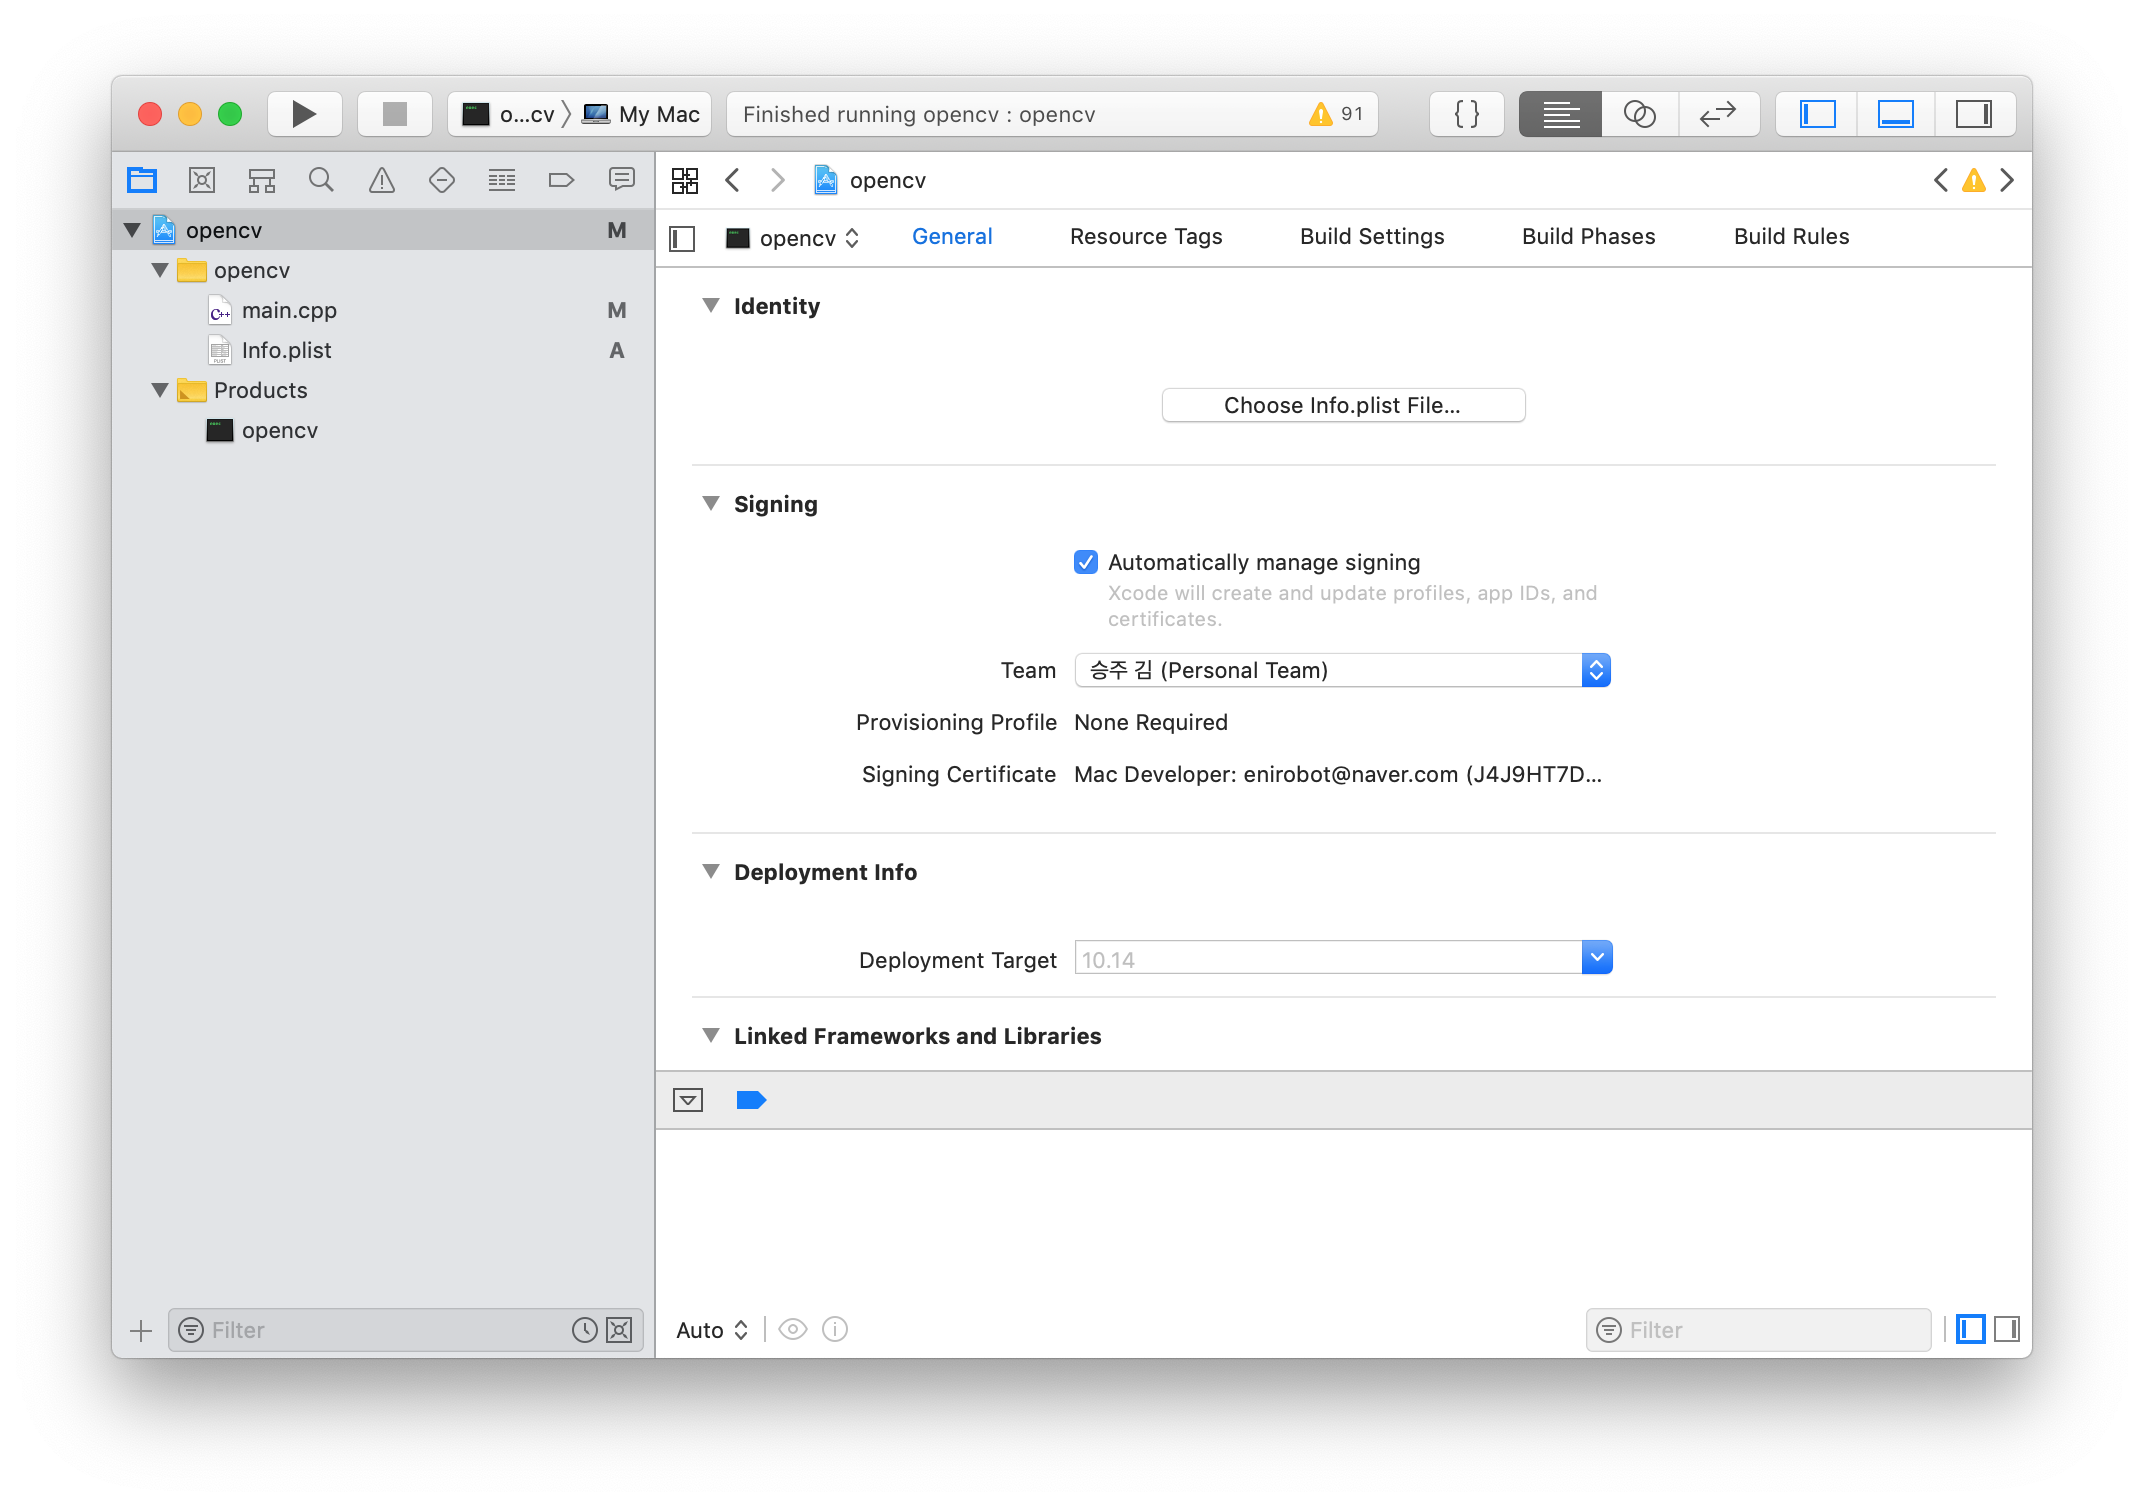 o...cv
My Mac
Finished running opencv : opencv
91
{ }
opencv
M
opencv
main.cpp
M
Info.plist
A
Products
opencv
Filter
opencv
opencv
General
Resource Tags
Build Settings
Build Phases
Build Rules
Identity
Choose Info.plist File...
Signing
Automatically manage signing
Xcode will create and update profiles, app IDs, and
certificates.
Team
승주 김 (Personal Team)
Provisioning Profile
None Required
Signing Certificate
Mac Developer: enirobot@naver.com (J4J9HT7D...
Deployment Info
Deployment Target
10.14
Linked Frameworks and Libraries
Auto
Filter